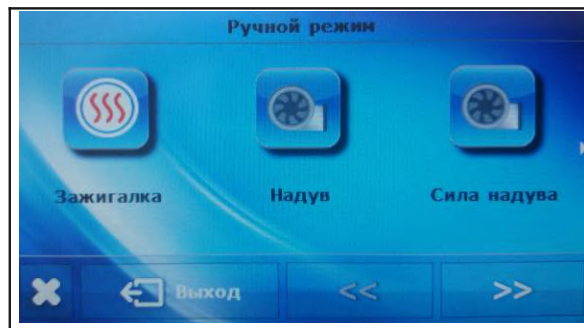 Ручной режим
Зажигалка
Надув
Сила надува
Выход
<<
>>